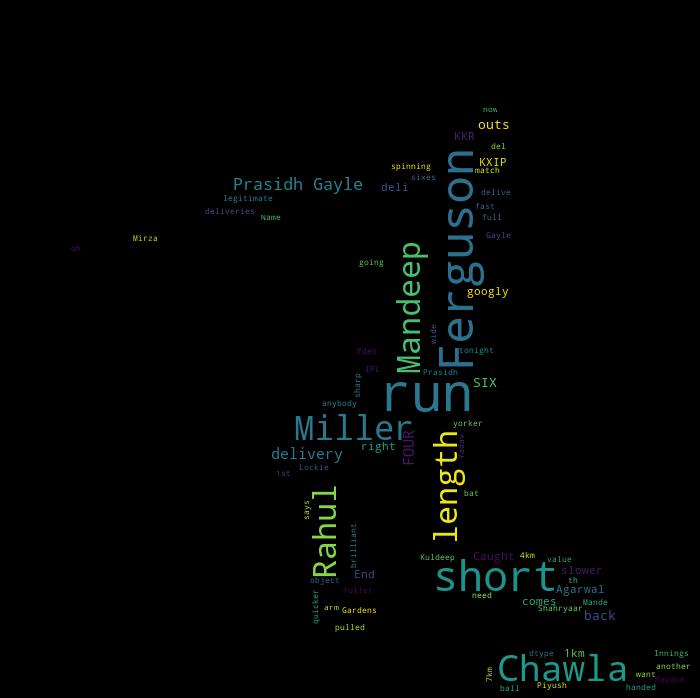 now
outs
KKR
del
KXIP
spinning
match
sixes
Prasidh Gayle
deli
delive
legitimate
fast
deliveries
full
Name
Gayle
Mirza
oh
Ferguson
going
Mandeep
googly
wide
tonight
Eden
IPL
Prasidh
sharp
SIX
run
anybody
yorker
Miller
FOUR
right
length
delivery
Lockie
1st
bat
says
Rahul
brilliant
Kuldeep
Caught
4km
value
short
slower
End
object
th
Agarwal
Fuller
quicker
need
comes
Mande
arm
Gardens
Shahryaar
back
pulled
dtype
1km
Innings
Chawla
another
7km
want
ball
Piyush
handed